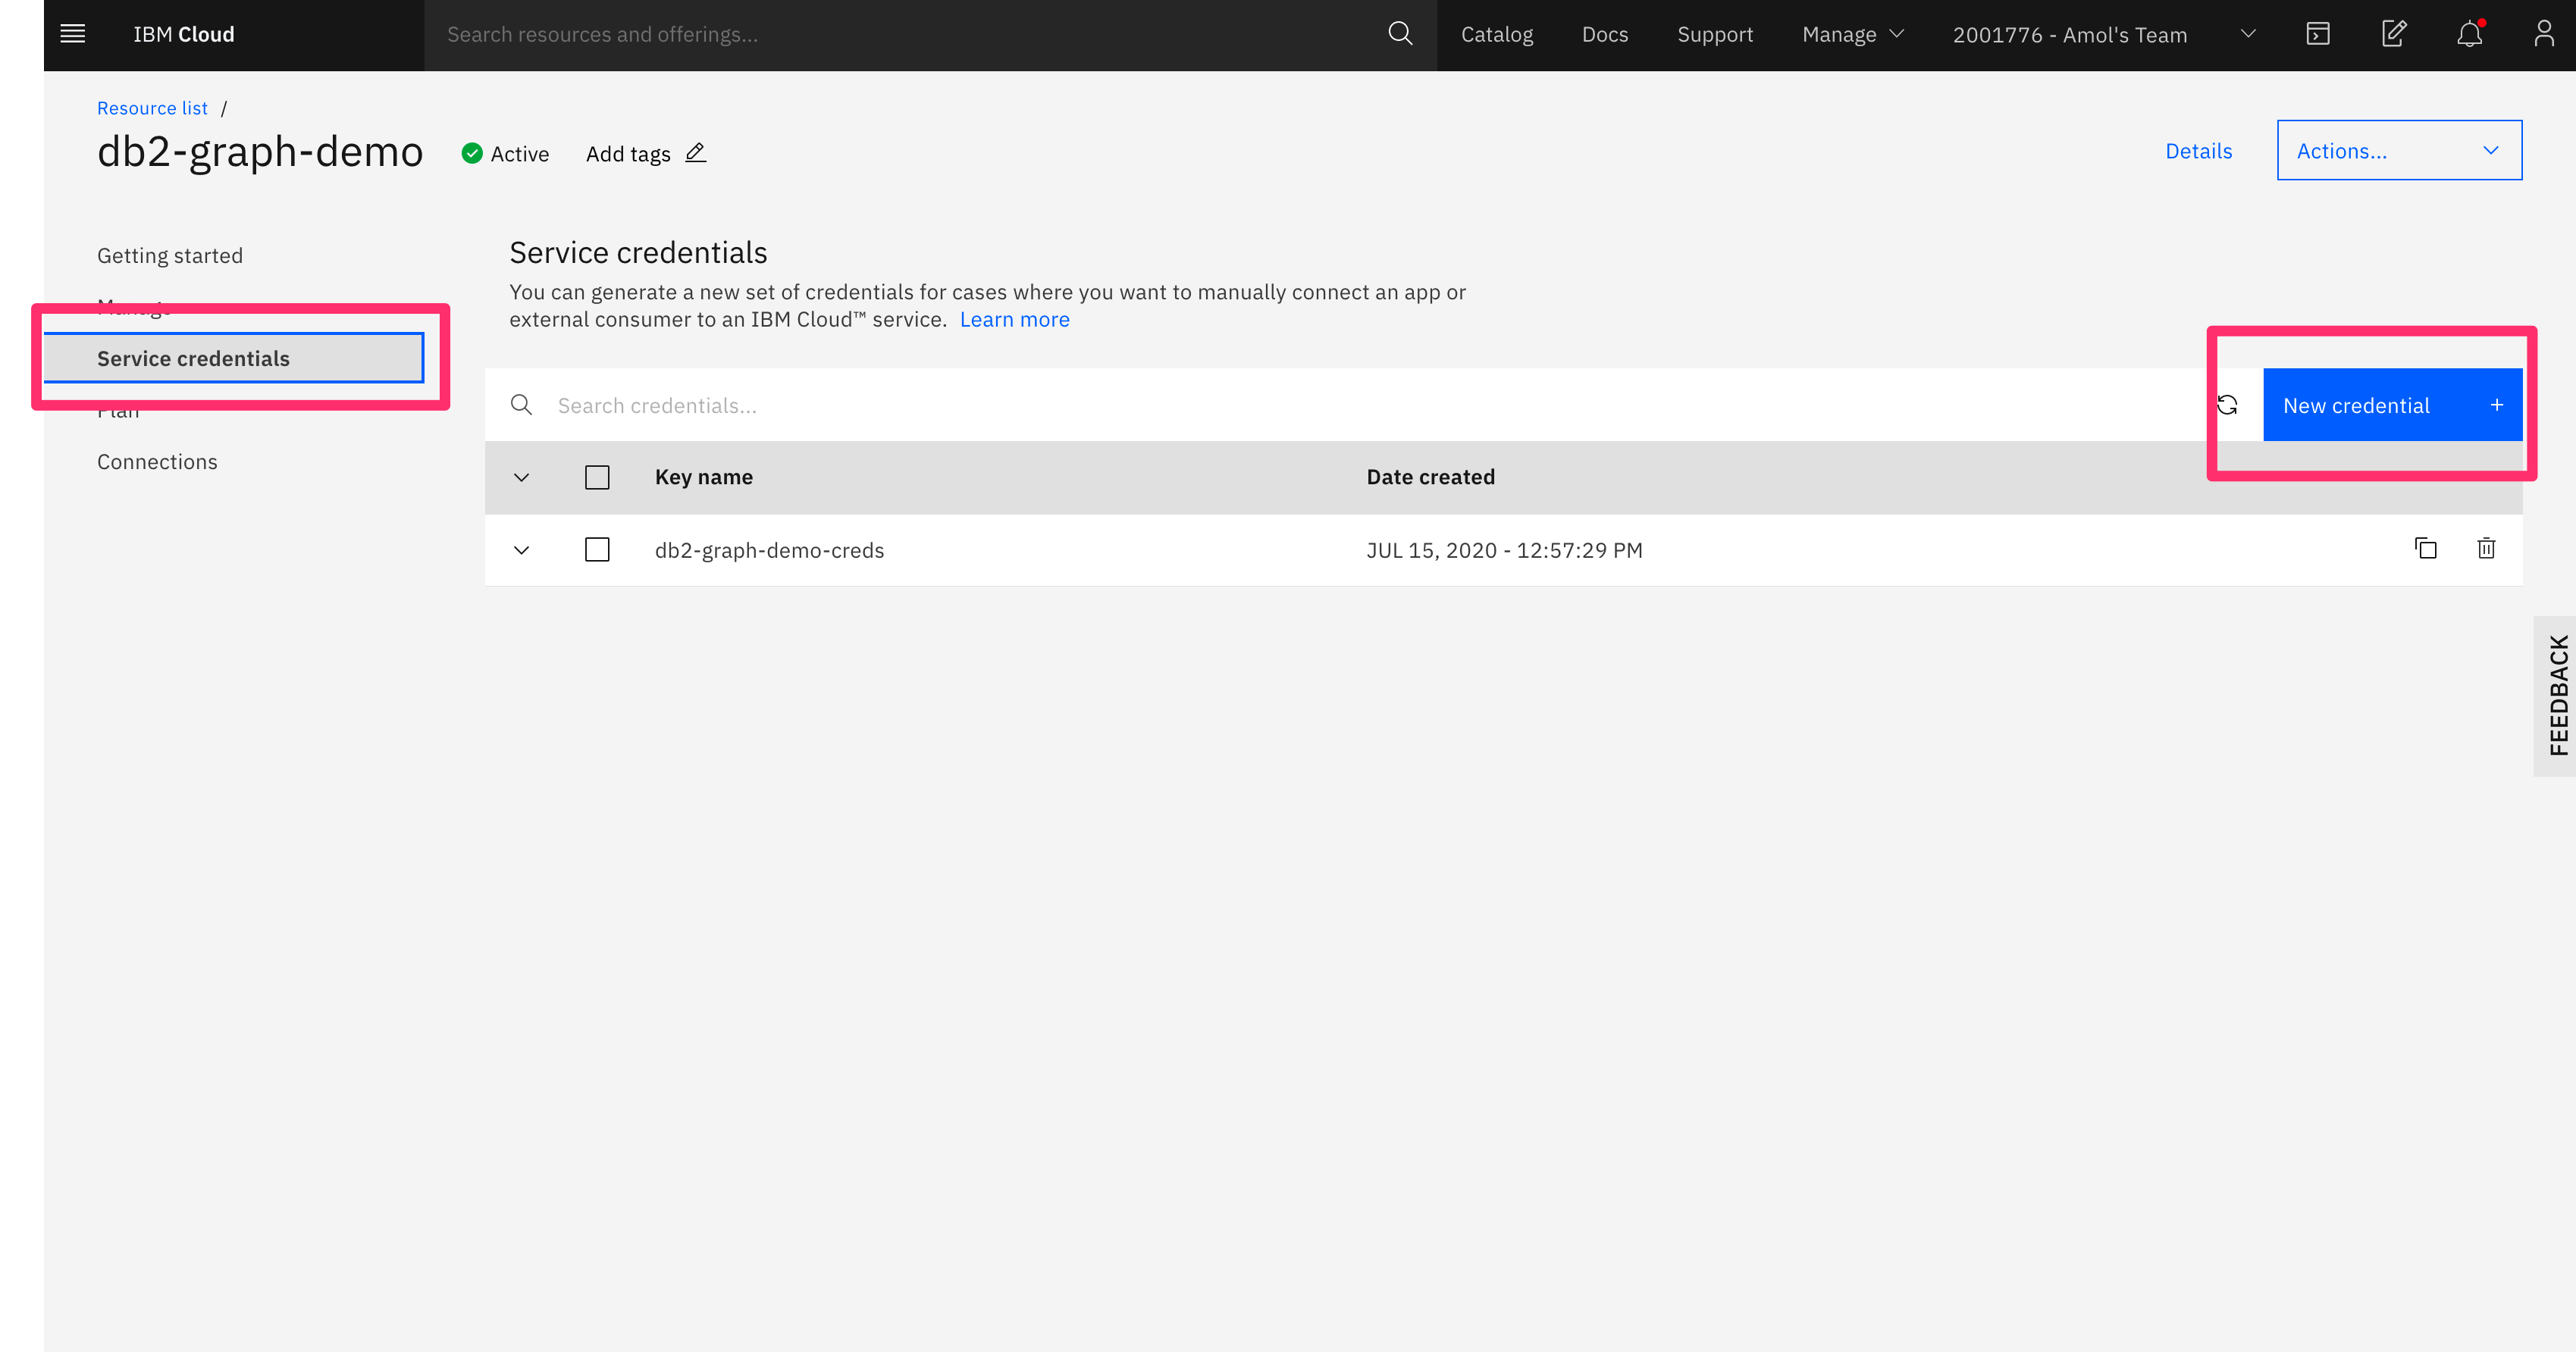 IBM Cloud
Search resources and offerings...
Catalog
Docs
Support
Manage
2001776 - Amol's Team
Resource list /
db2-graph-demo
Active
Add tags
Details
Actions...
Getting started
Manage
Service credentials
Plan
Connections
Service credentials
You can generate a new set of credentials for cases where you want to manually connect an app or
external consumer to an IBM Cloud™ service. Learn more
Search credentials...
New credential +
Key name
Date created
db2-graph-demo-creds
JUL 15, 2020 - 12:57:29 PM
FEEDBACK